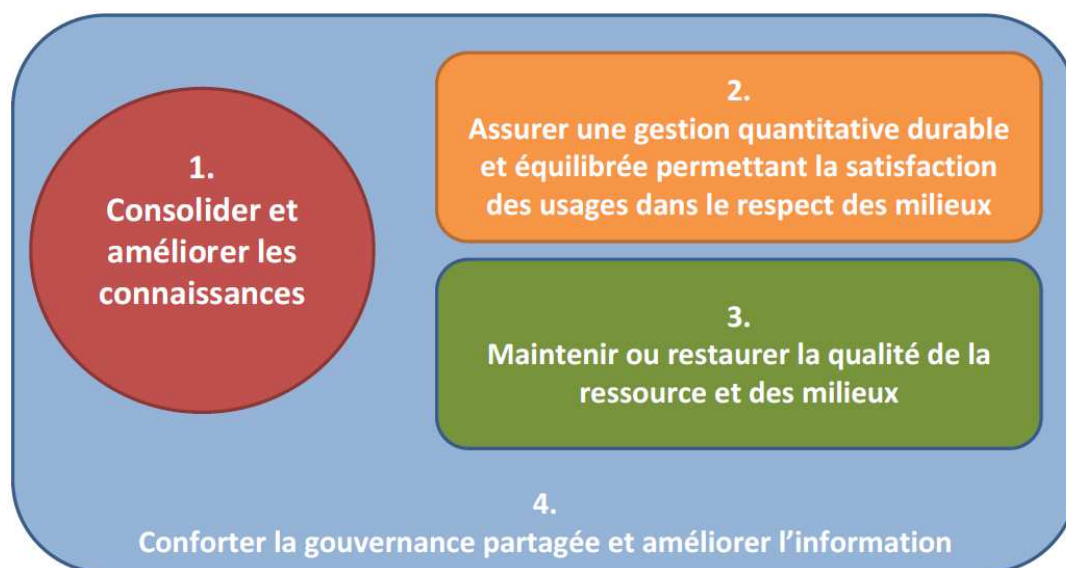 1.
Consolider et
améliorer les
connaissances
2.
Assurer une gestion quantitative durable
et équilibrée permettant la satisfaction
des usages dans le respect des milieux
3.
Maintenir ou restaurer la qualité de la
ressource et des milieux
4.
Conforter la gouvernance partagée et améliorer l’information